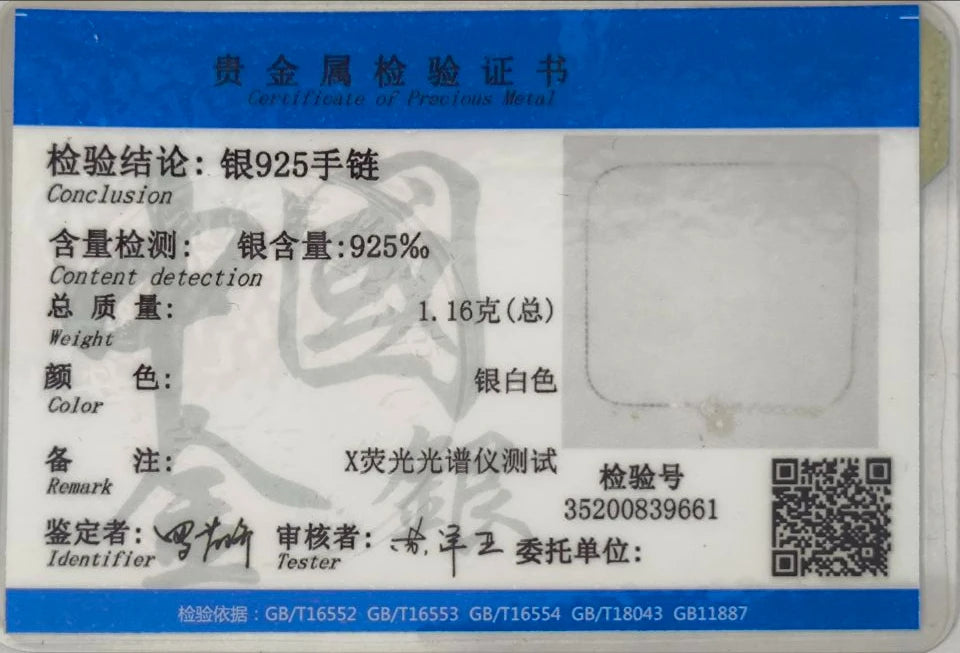 贵金属检验证书
Certificate of Precious Metal
检验结论: 银925手链
Conclusion
含量检测: 银含量:925‰
Content detection
总质量: 1.16克(总)
Weight
颜色: 银白色
Color
备注: X荧光光谱仪测试
Remark
检验号
35200839661
鉴定者: 审核者: 委托单位:
Identifier Tester
中國金銀
检验依据：GB/T16552 GB/T16553 GB/T16554 GB/T18043 GB11887